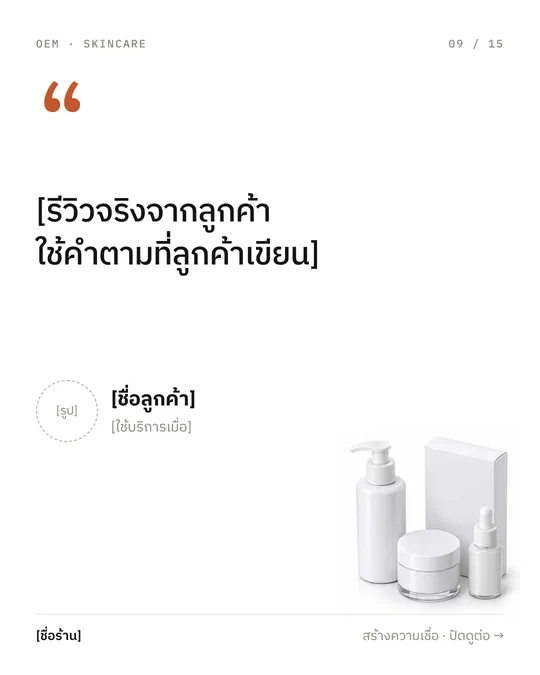 OEM · SKINCARE
09 / 15
“
[รีวิวจริงจากลูกค้า
ใช้คำตามที่ลูกค้าเขียน]
[รูป]
[ชื่อลูกค้า]
[ใช้บริการเมื่อ]
[ชื่อร้าน]
สร้างความเชื่อ · ปัดดูต่อ →